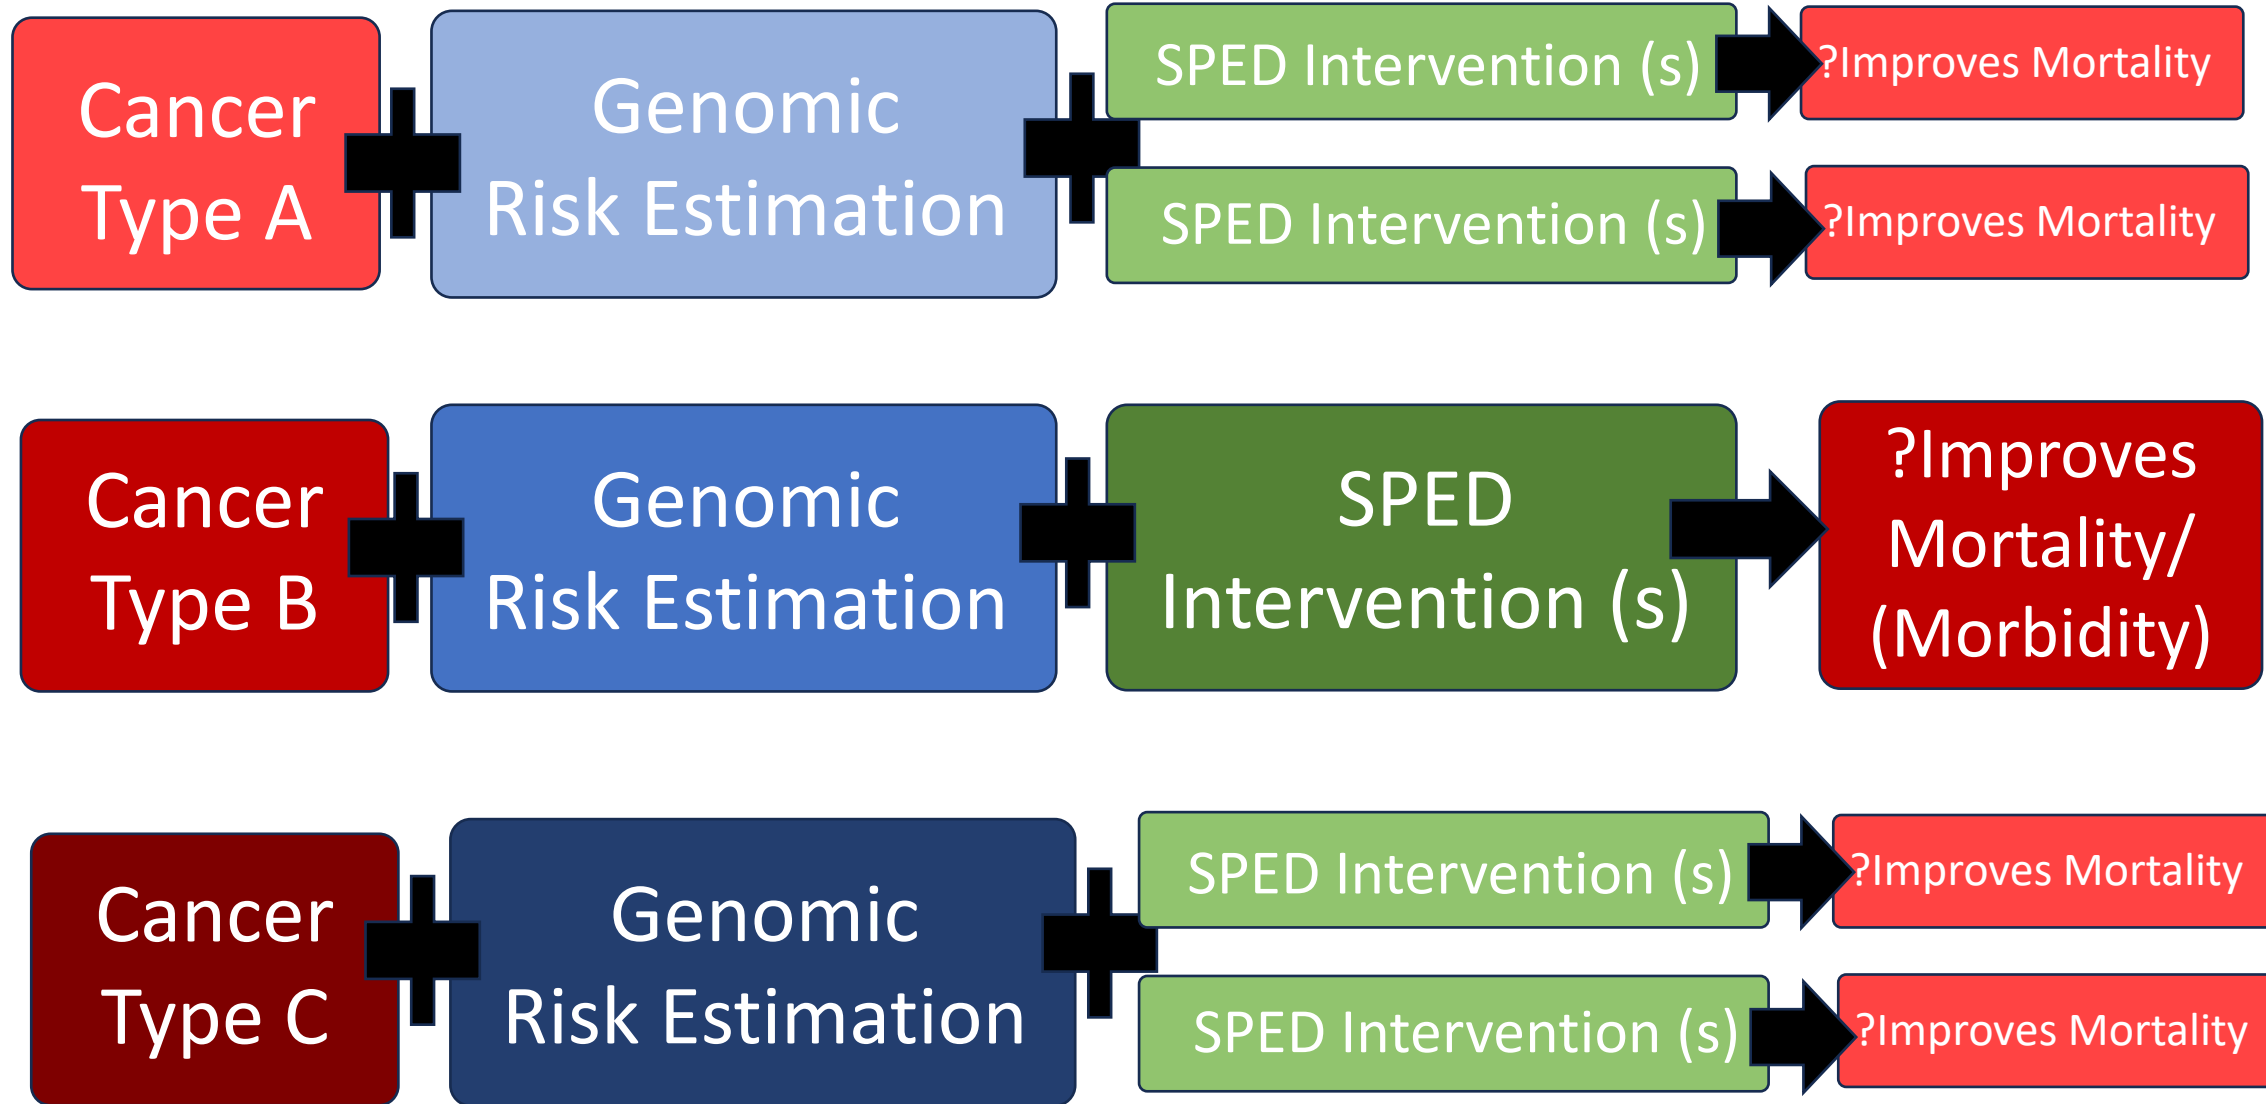 Cancer
Type A
Genomic
Risk Estimation
SPED Intervention (s)
?Improves Mortality
SPED Intervention (s)
?Improves Mortality
Cancer
Type B
Genomic
Risk Estimation
SPED
Intervention (s)
?Improves
Mortality/
(Morbidity)
Cancer
Type C
Genomic
Risk Estimation
SPED Intervention (s)
?Improves Mortality
SPED Intervention (s)
?Improves Mortality